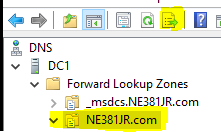 DNS
DC1
Forward Lookup Zones
_msdcs.NE381JR.com
NE381JR.com